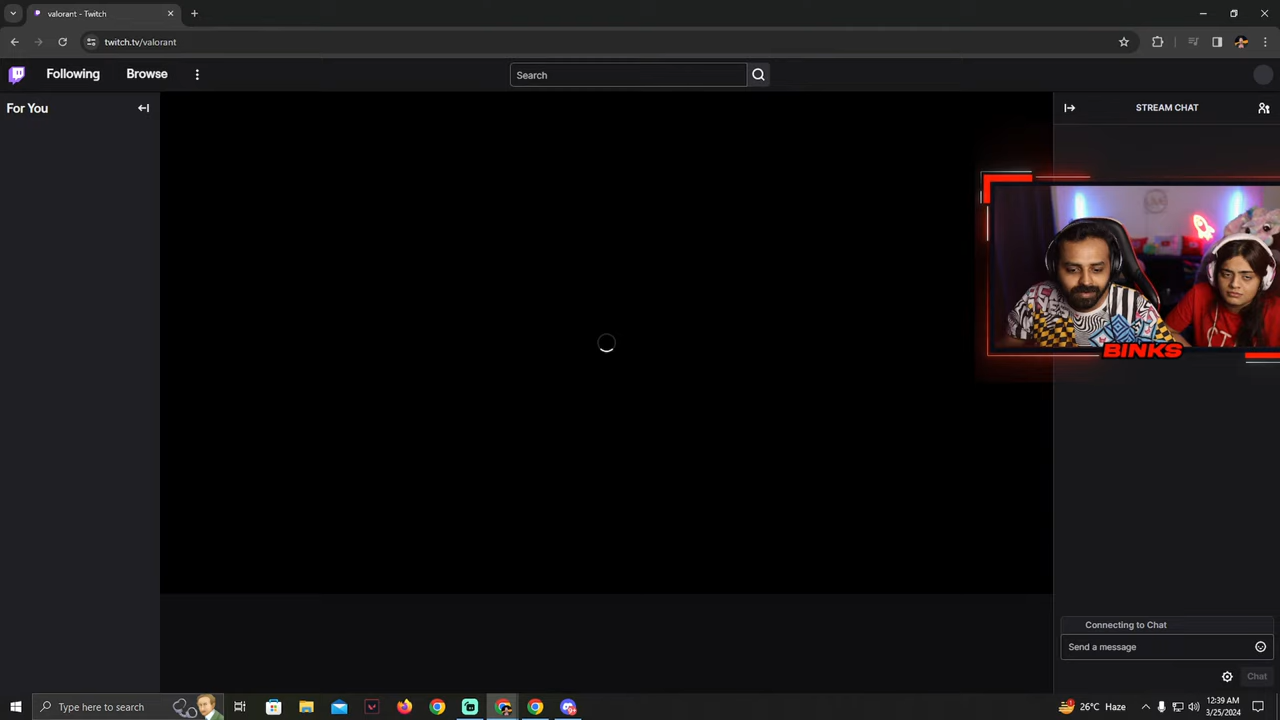 valorant - Twitch
twitch.tv/valorant
Following
Browse
Search
For You
STREAM CHAT
BINKS
Connecting to Chat
Send a message
Chat
Type here to search
26°C Haze
12:39 AM
3/25/2024